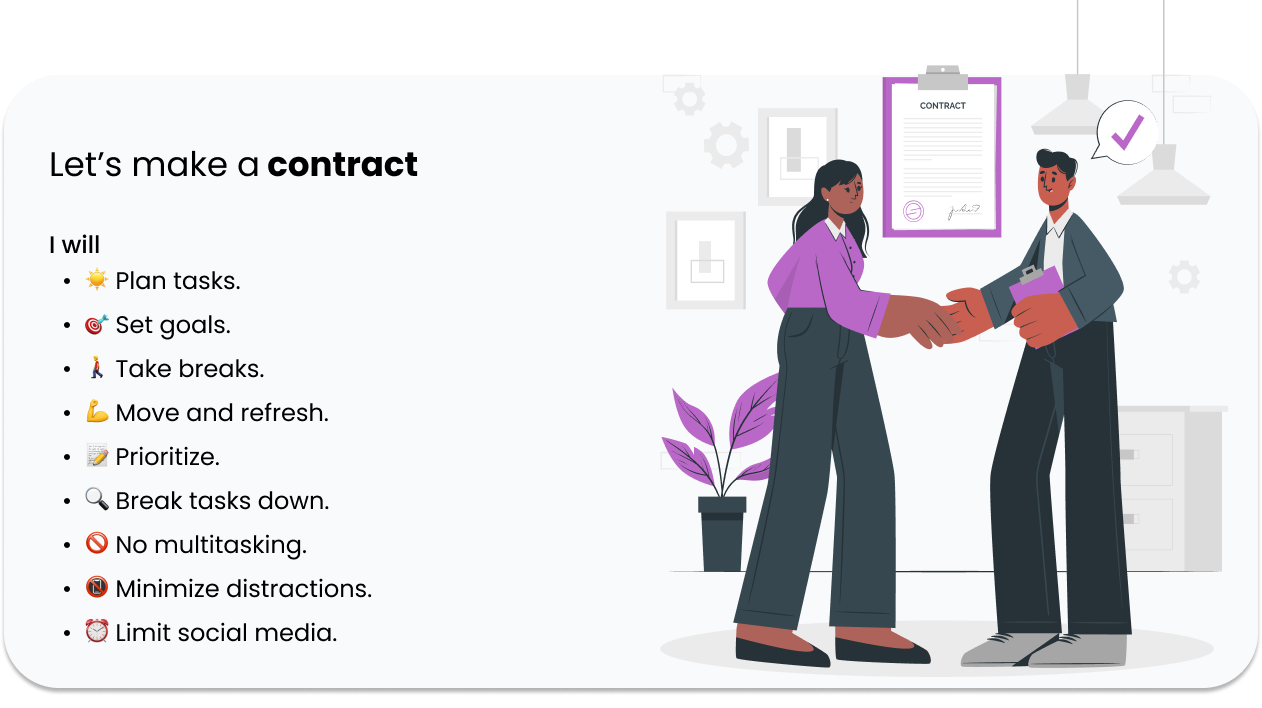 CONTRACT
Let’s make a contract
I will
• ☀️ Plan tasks.
• 🎯 Set goals.
• 🚶 Take breaks.
• 💪 Move and refresh.
• 📝 Prioritize.
• 🔍 Break tasks down.
• 🚫 No multitasking.
• 📵 Minimize distractions.
• ⏰ Limit social media.